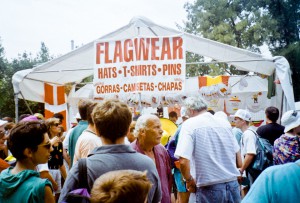 FLAGWEAR
HATS • T-SHIRTS • PINS
GORRAS • CAMISETAS • CHAPAS